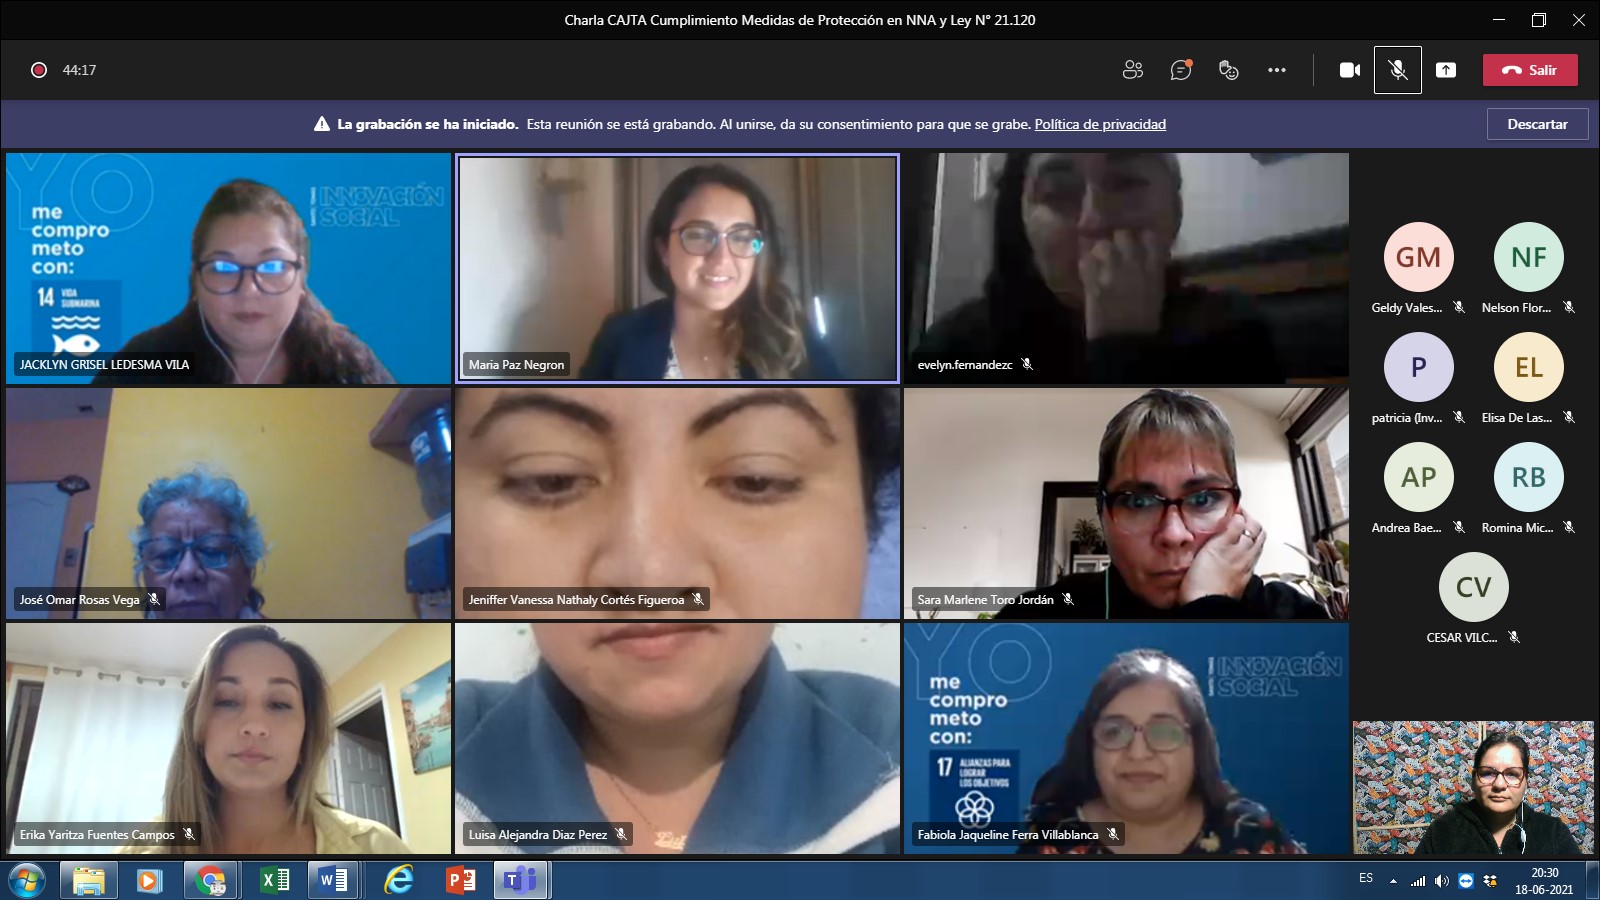 Charla CAJTA Cumplimiento Medidas de Protección en NNA y Ley N° 21.120
44:17
Salir
La grabación se ha iniciado. Esta reunión se está grabando. Al unirse, da su consentimiento para que se grabe. Política de privacidad
Descartar
YO
INNOVACIÓN
SOCIAL
me
compro
meto
con:
14 VIDA
SUBMARINA
JACKLYN GRISEL LEDESMA VILA
Maria Paz Negron
evelyn.fernandezc
GM
Geldy Vales...
NF
Nelson Flor...
P
patricia (Inv...
EL
Elisa De Las...
José Omar Rosas Vega
Jeniffer Vanessa Nathaly Cortés Figueroa
Sara Marlene Toro Jordán
AP
Andrea Bae...
RB
Romina Mic...
CV
CESAR VILC...
Erika Yaritza Fuentes Campos
Luisa Alejandra Diaz Perez
YO
INNOVACIÓN
SOCIAL
me
compro
meto
con:
17 ALIANZAS PARA
LOGRAR
LOS OBJETIVOS
Fabiola Jaqueline Ferra Villablanca
ES
20:30
18-06-2021